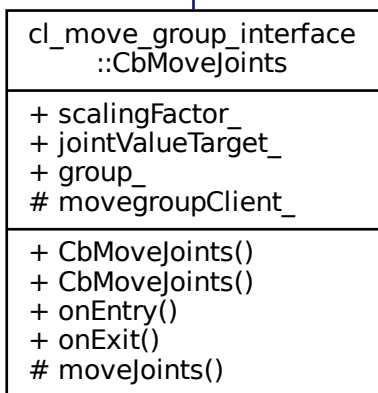 cl_move_group_interface
::CbMoveJoints
+ scalingFactor_
+ jointValueTarget_
+ group_
# movegroupClient_
+ CbMoveJoints()
+ CbMoveJoints()
+ onEntry()
+ onExit()
# moveJoints()